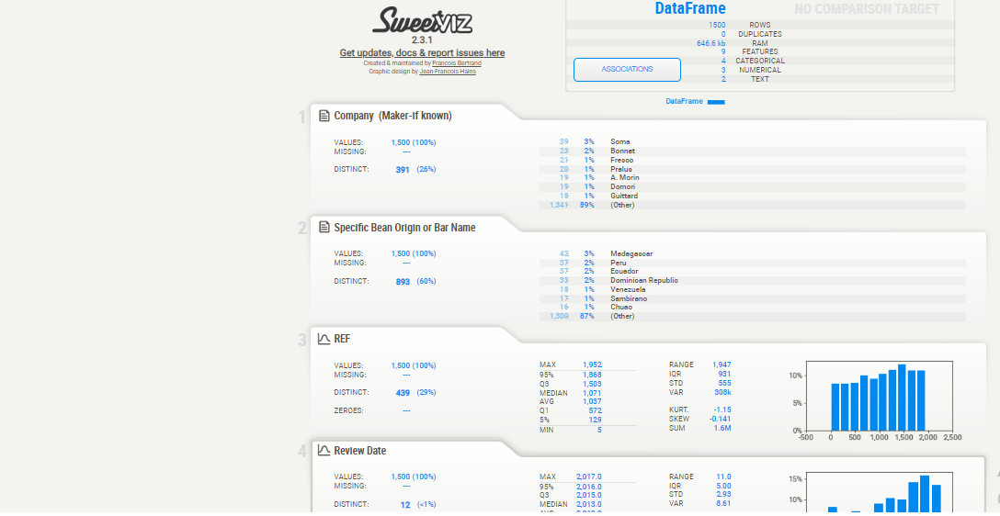 SweetVIZ
2.3.1
Get updates, docs & report issues here
Created & maintained by Francois Bertrand
Graphic design by Jean-Francois Hains
DataFrame
NO COMPARISON TARGET
1500 ROWS
0 DUPLICATES
646.6 kb RAM
9 FEATURES
4 CATEGORICAL
3 NUMERICAL
2 TEXT
ASSOCIATIONS
DataFrame
1 Company (Maker-if known)
VALUES: 1,500 (100%)
MISSING: ---
DISTINCT: 391 (26%)
39 3% Soma
23 2% Bonnat
21 1% Fresco
20 1% Pralus
19 1% A. Morin
19 1% Domori
18 1% Guittard
1,341 89% (Other)
2 Specific Bean Origin or Bar Name
VALUES: 1,500 (100%)
MISSING: ---
DISTINCT: 893 (60%)
42 3% Madagascar
37 2% Peru
37 2% Ecuador
33 2% Dominican Republic
18 1% Venezuela
17 1% Sambirano
16 1% Chuao
1,300 87% (Other)
3 REF
VALUES: 1,500 (100%)
MISSING: ---
DISTINCT: 439 (29%)
ZEROES: ---
MAX 1,952
95% 1,868
Q3 1,503
MEDIAN 1,071
AVG 1,037
Q1 572
5% 129
MIN 5
RANGE 1,947
IQR 931
STD 555
VAR 308k
KURT. -1.15
SKEW -0.141
SUM 1.6M
10%
5%
0%
-500 0 500 1,000 1,500 2,000 2,500
4 Review Date
VALUES: 1,500 (100%)
MISSING: ---
DISTINCT: 12 (<1%)
MAX 2,017.0
95% 2,016.0
Q3 2,015.0
MEDIAN 2,013.0
RANGE 11.0
IQR 5.00
STD 2.93
VAR 8.61
15%
10%